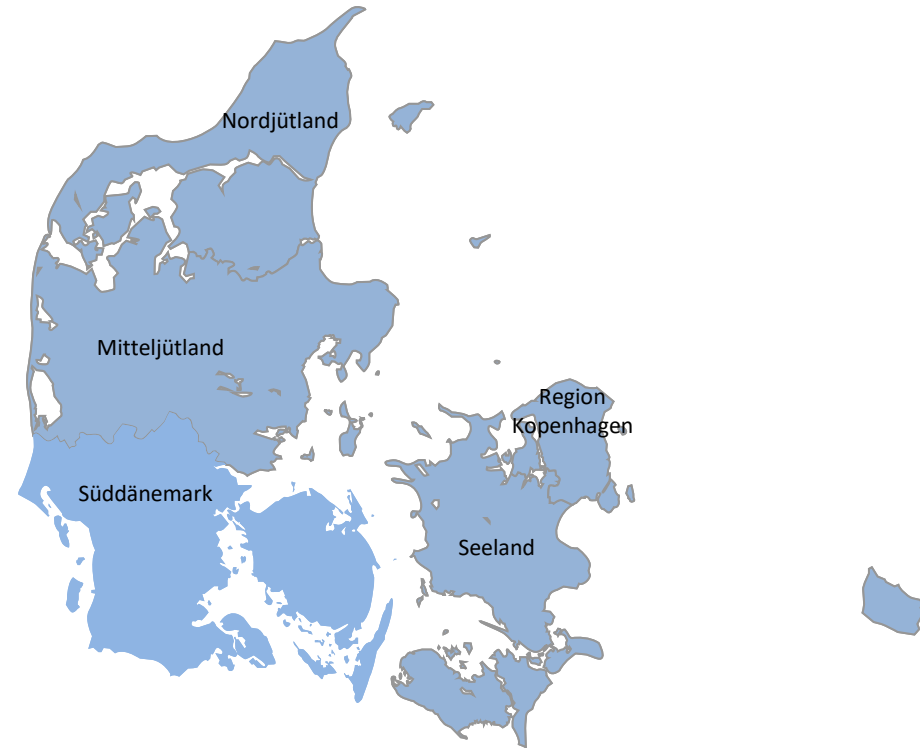 Nordjütland
Mitteljütland
Region
Kopenhagen
Süddänemark
Seeland